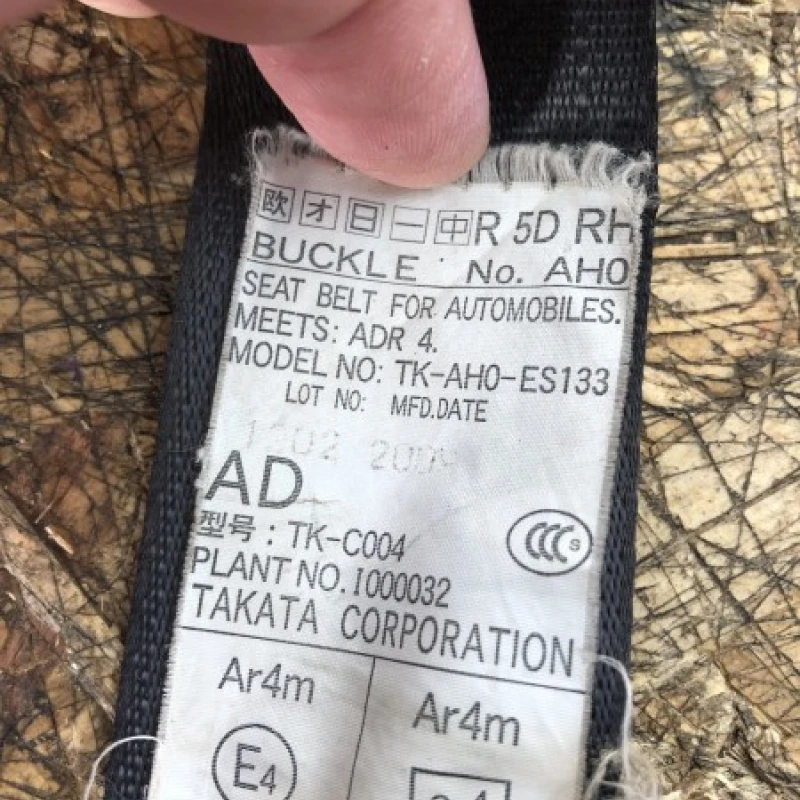 欧オ日一中R 5D RH
BUCKLE No. AH0
SEAT BELT FOR AUTOMOBILES.
MEETS: ADR 4.
MODEL NO: TK-AH0-ES133
LOT NO: MFD.DATE
AD
型号: TK-C004
CCC S
PLANT NO. I000032
TAKATA CORPORATION
Ar4m Ar4m
E4